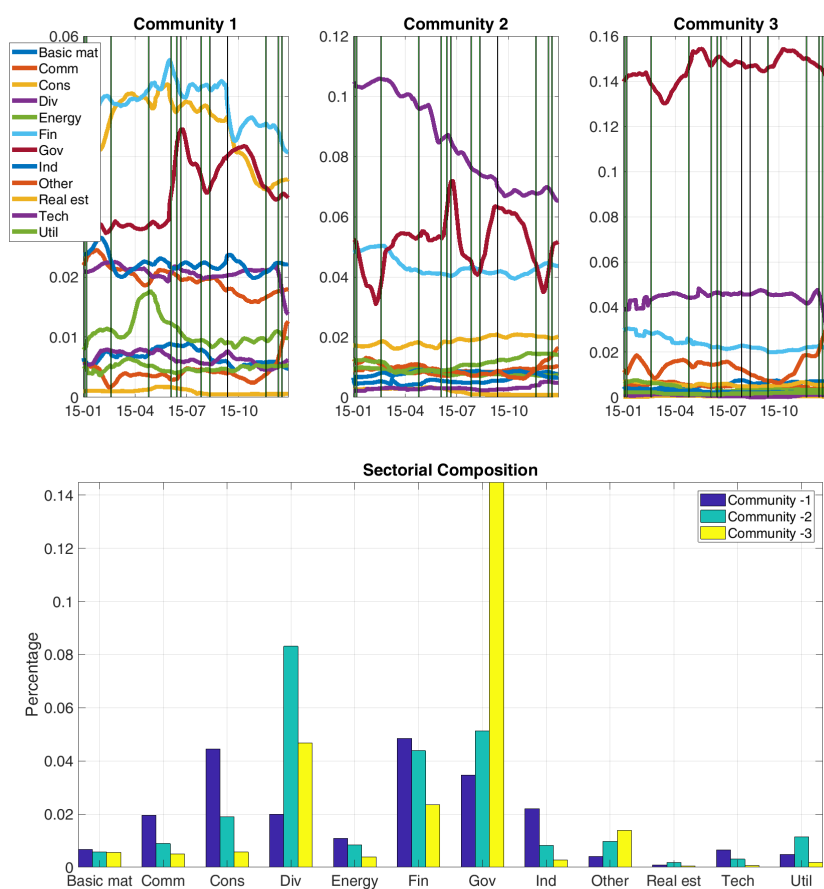 Community 1
Community 2
Community 3
0.06
0.02
0.01
0
Basic mat
Comm
Cons
Div
Energy
Fin
Gov
Ind
Other
Real est
Tech
Util
15-01 15-04 15-07 15-10
0.12
0.1
0.08
0.06
0.04
0.02
0
15-01 15-04 15-07 15-10
0.16
0.14
0.12
0.1
0.08
0.06
0.04
0.02
0
15-01 15-04 15-07 15-10
Sectorial Composition
Percentage
0.14
0.12
0.1
0.08
0.06
0.04
0.02
0
Community -1
Community -2
Community -3
Basic mat Comm Cons Div Energy Fin Gov Ind Other Real est Tech Util